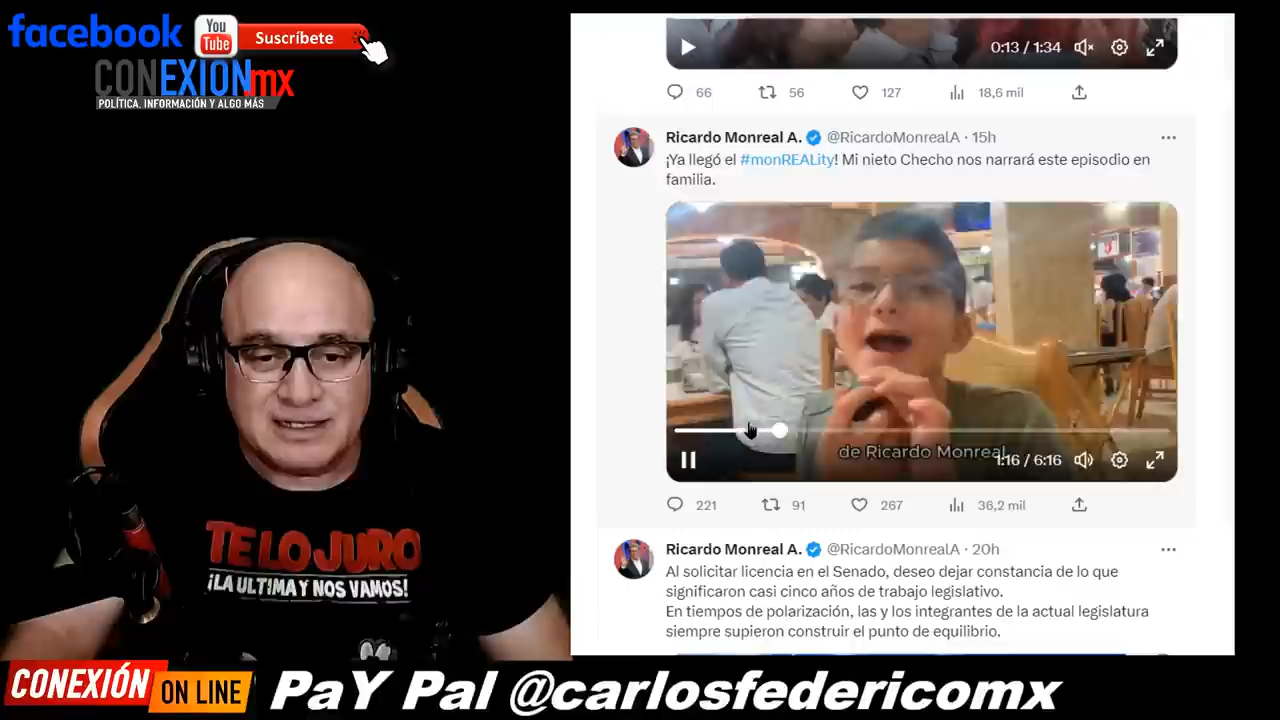 facebook
You
Tube
Suscríbete
CONEXIONmx
POLÍTICA. INFORMACIÓN Y ALGO MÁS
TE LO JURO
¡LA ULTIMA Y NOS VAMOS!
0:13 / 1:34
66 56 127 18,6 mil
Ricardo Monreal A. @RicardoMonrealA · 15h
¡Ya llegó el #monREALity! Mi nieto Checho nos narrará este episodio en
familia.
de Ricardo Monreal
1:16 / 6:16
221 91 267 36,2 mil
Ricardo Monreal A. @RicardoMonrealA · 20h
Al solicitar licencia en el Senado, deseo dejar constancia de lo que
significaron casi cinco años de trabajo legislativo.
En tiempos de polarización, las y los integrantes de la actual legislatura
siempre supieron construir el punto de equilibrio.
CONEXIÓN ON LINE
PaY Pal @carlosfedericomx